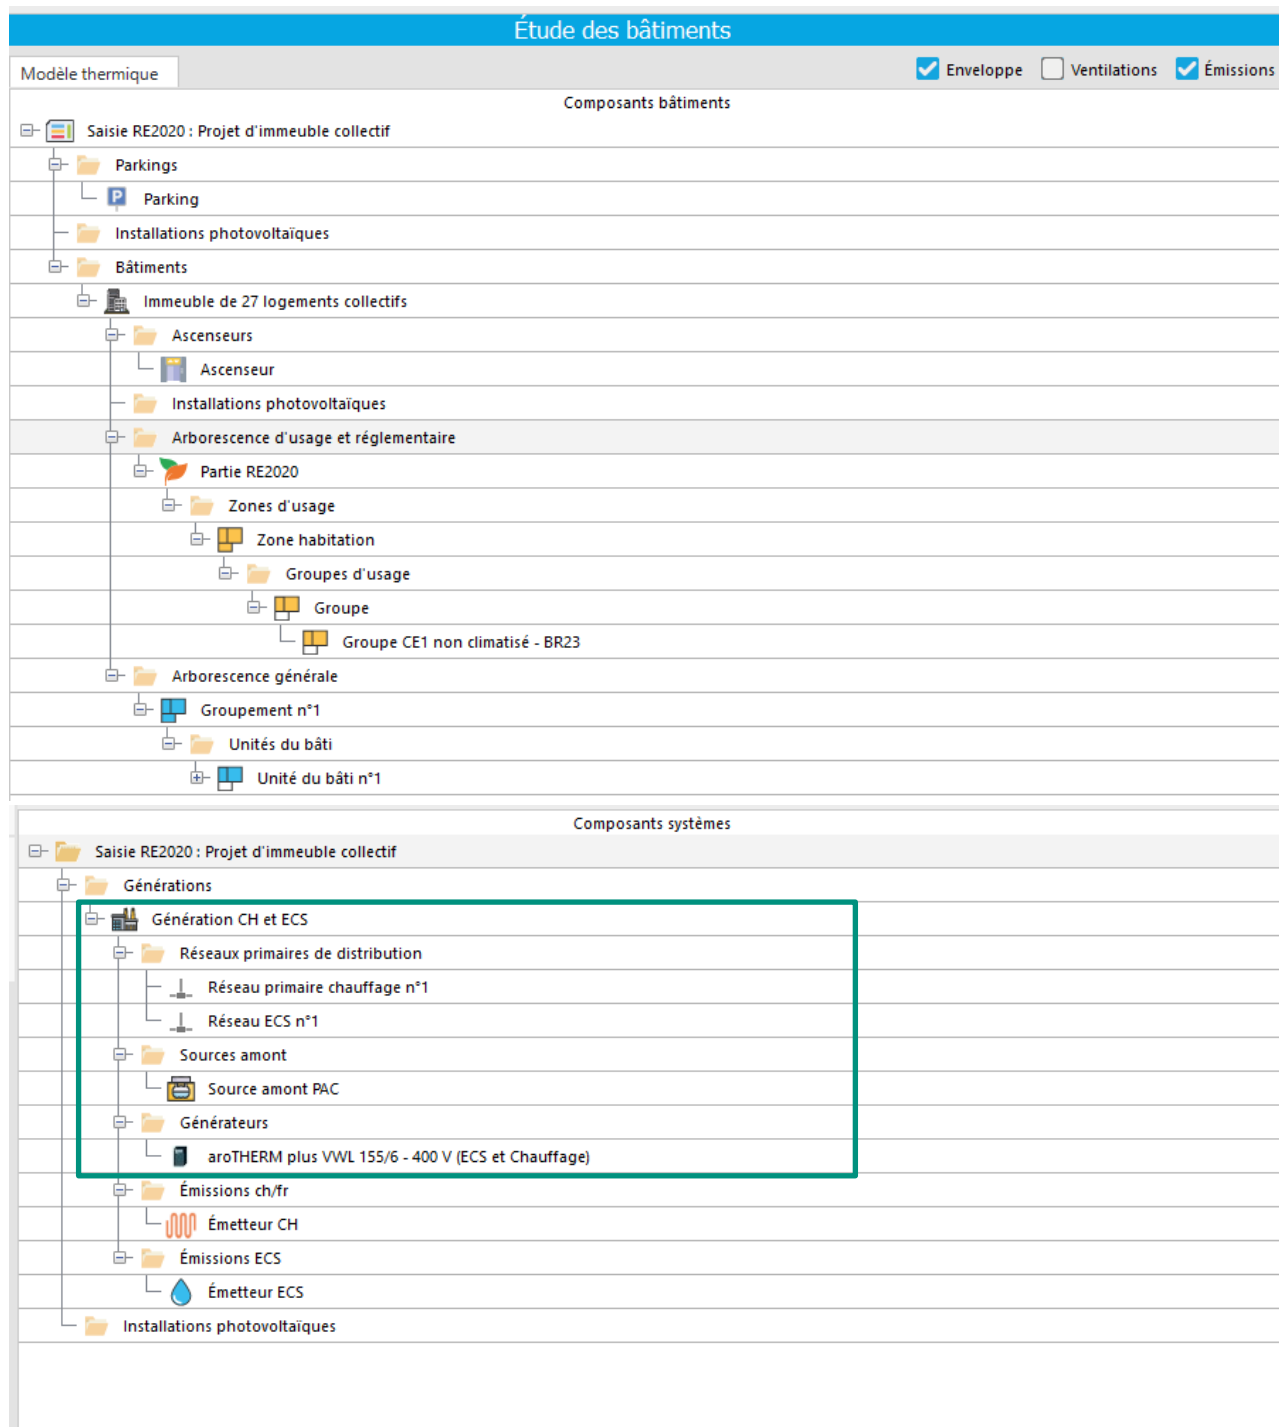 Étude des bâtiments
Modèle thermique
Enveloppe Ventilations Émissions
Composants bâtiments
Saisie RE2020 : Projet d'immeuble collectif
Parkings
P Parking
Installations photovoltaïques
Bâtiments
Immeuble de 27 logements collectifs
Ascenseurs
Ascenseur
Installations photovoltaïques
Arborescence d'usage et réglementaire
Partie RE2020
Zones d'usage
Zone habitation
Groupes d'usage
Groupe
Groupe CE1 non climatisé - BR23
Arborescence générale
Groupement n°1
Unités du bâti
Unité du bâti n°1
Composants systèmes
Saisie RE2020 : Projet d'immeuble collectif
Générations
Génération CH et ECS
Réseaux primaires de distribution
Réseau primaire chauffage n°1
Réseau ECS n°1
Sources amont
Source amont PAC
Générateurs
aroTHERM plus VWL 155/6 - 400 V (ECS et Chauffage)
Émissions ch/fr
Émetteur CH
Émissions ECS
Émetteur ECS
Installations photovoltaïques